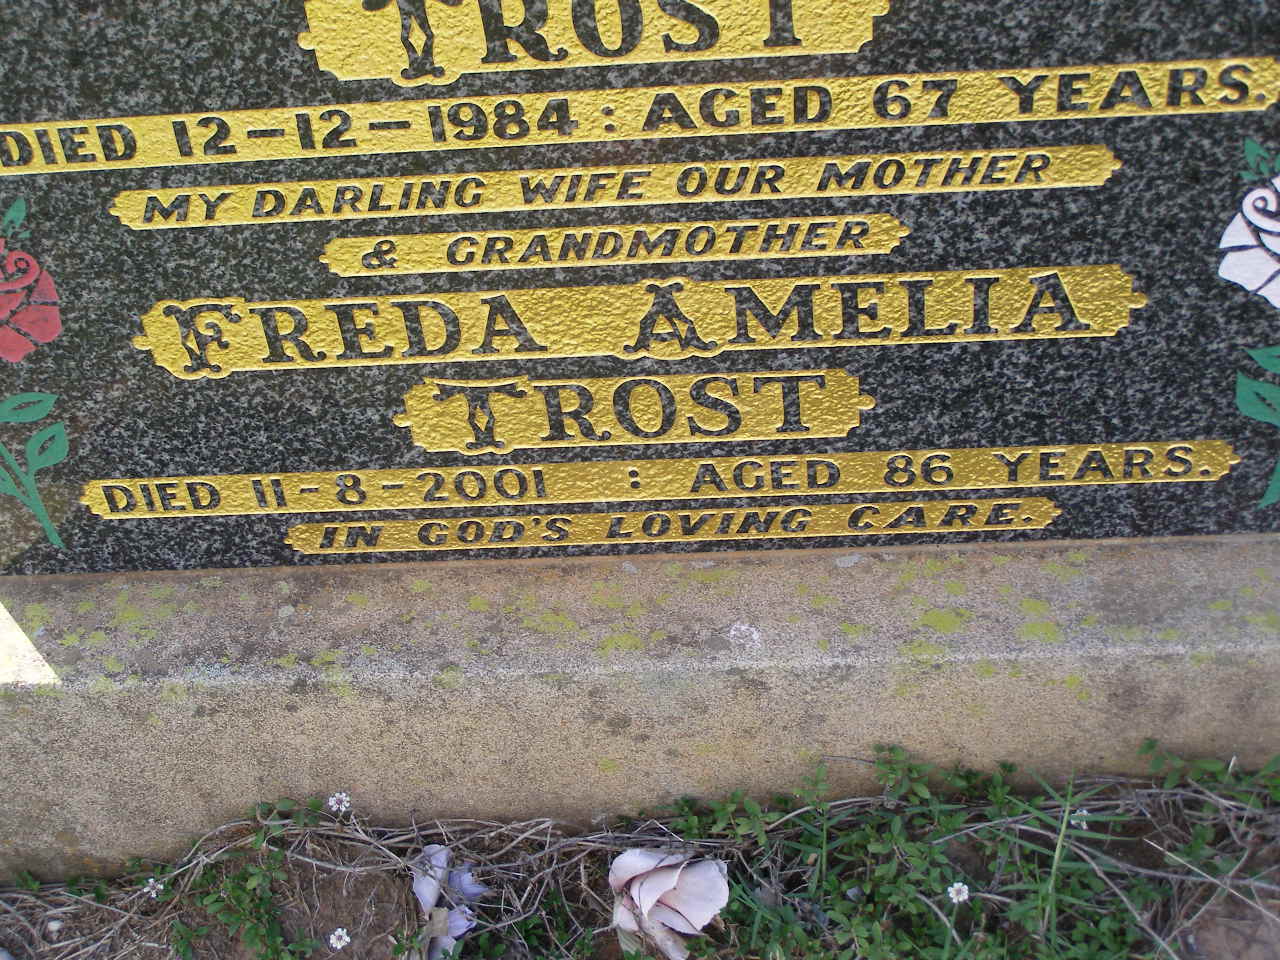 TROST
DIED 12-12-1984 : AGED 67 YEARS.
MY DARLING WIFE OUR MOTHER
& GRANDMOTHER
FREDA AMELIA
TROST
DIED 11-8-2001 : AGED 86 YEARS.
IN GOD'S LOVING CARE.